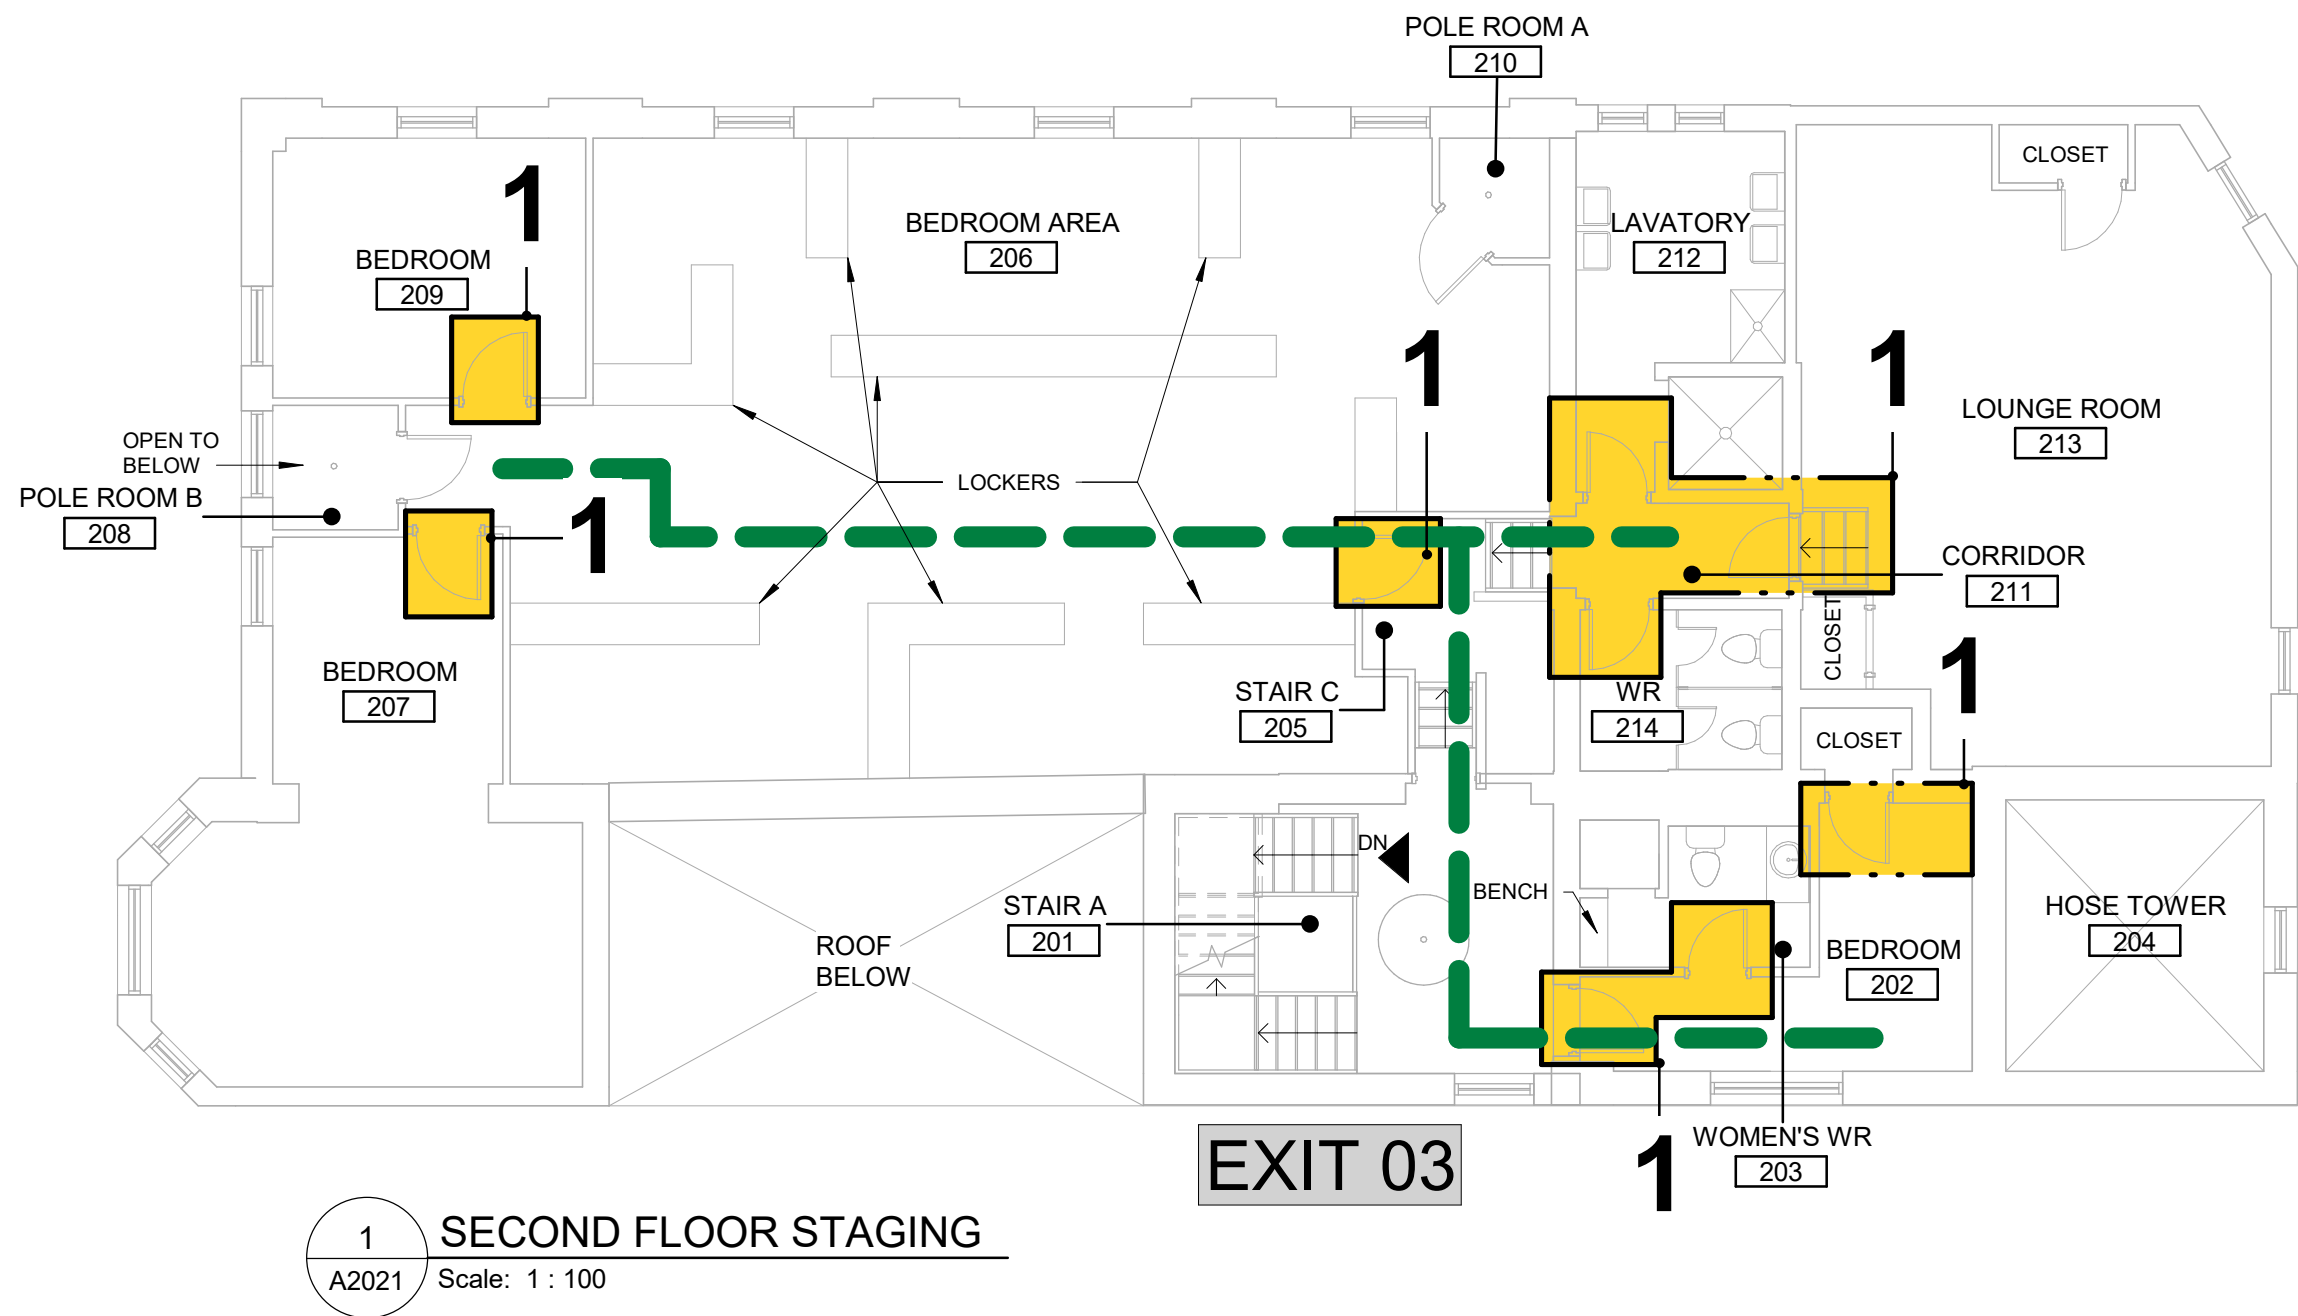 POLE ROOM A
210
CLOSET
1
BEDROOM AREA
206
LAVATORY
212
BEDROOM
209
1
1
LOUNGE ROOM
213
OPEN TO
BELOW
LOCKERS
POLE ROOM B
208
1
CORRIDOR
211
CLOSET
BEDROOM
207
STAIR C
205
WR
214
1
CLOSET
DN
BENCH
STAIR A
201
ROOF
BELOW
BEDROOM
202
HOSE TOWER
204
EXIT 03
1
WOMEN'S WR
203
1
A2021
SECOND FLOOR STAGING
Scale: 1 : 100